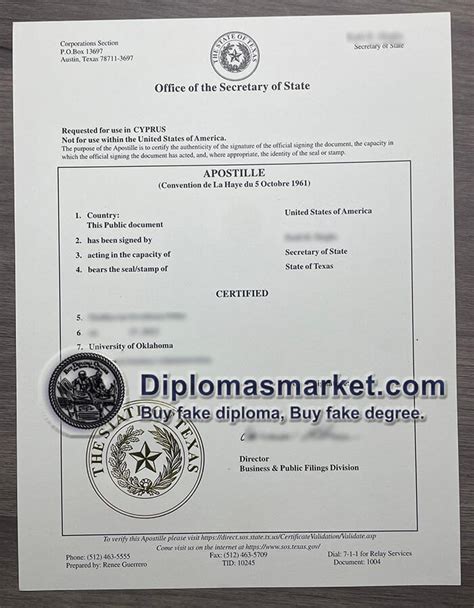 Corporations Section
P.O.Box 13697
Austin, Texas 78711-3697
THE STATE OF TEXAS
Secretary of State
Office of the Secretary of State
Requested for use in CYPRUS
Not for use within the United States of America.
The purpose of the Apostille is to certify the authenticity of the signature of the official signing the document, the capacity in
which the official signing the document has acted, and, where appropriate, the identity of the seal or stamp.
APOSTILLE
(Convention de La Haye du 5 Octobre 1961)
1. Country: United States of America
This Public document
2. has been signed by
3. acting in the capacity of Secretary of State
4. bears the seal/stamp of State of Texas
CERTIFIED
5.
6.
7. University of Oklahoma
Diplomasmarket.com
Buy fake diploma, Buy fake degree.
THE STATE OF TEXAS
Director
Business & Public Filings Division
To verify this Apostille please visit https://direct.sos.state.tx.us/CertificateValidation/Validate.asp
Come visit us on the internet at https://www.sos.texas.gov/
Phone: (512) 463-5555 Fax: (512) 463-5709 Dial: 7-1-1 for Relay Services
Prepared by: Renee Guerrero TID: 10245 Document: 1004